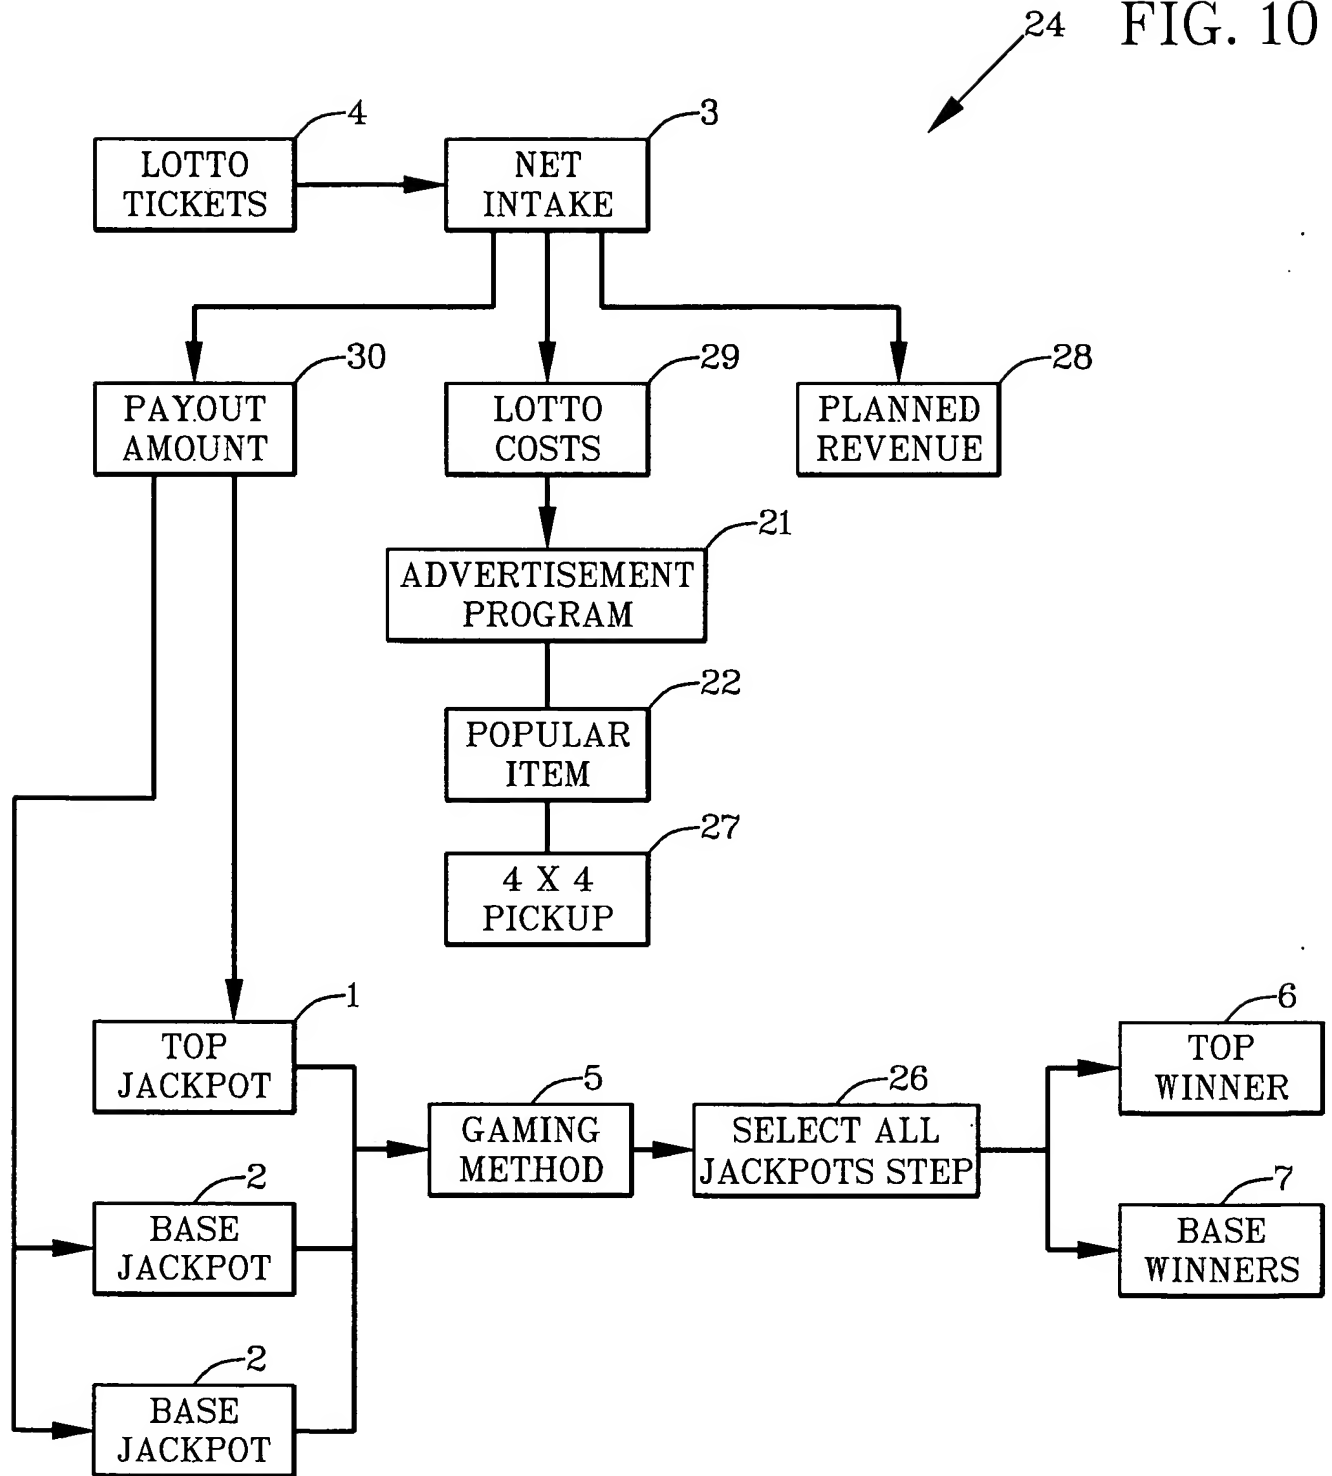 FIG. 10
24
4
3
LOTTO
TICKETS
NET
INTAKE
30
29
28
PAYOUT
AMOUNT
LOTTO
COSTS
PLANNED
REVENUE
21
ADVERTISEMENT
PROGRAM
22
POPULAR
ITEM
27
4 X 4
PICKUP
1
TOP
JACKPOT
6
TOP
WINNER
5
GAMING
METHOD
26
SELECT ALL
JACKPOTS STEP
2
BASE
JACKPOT
7
BASE
WINNERS
2
BASE
JACKPOT